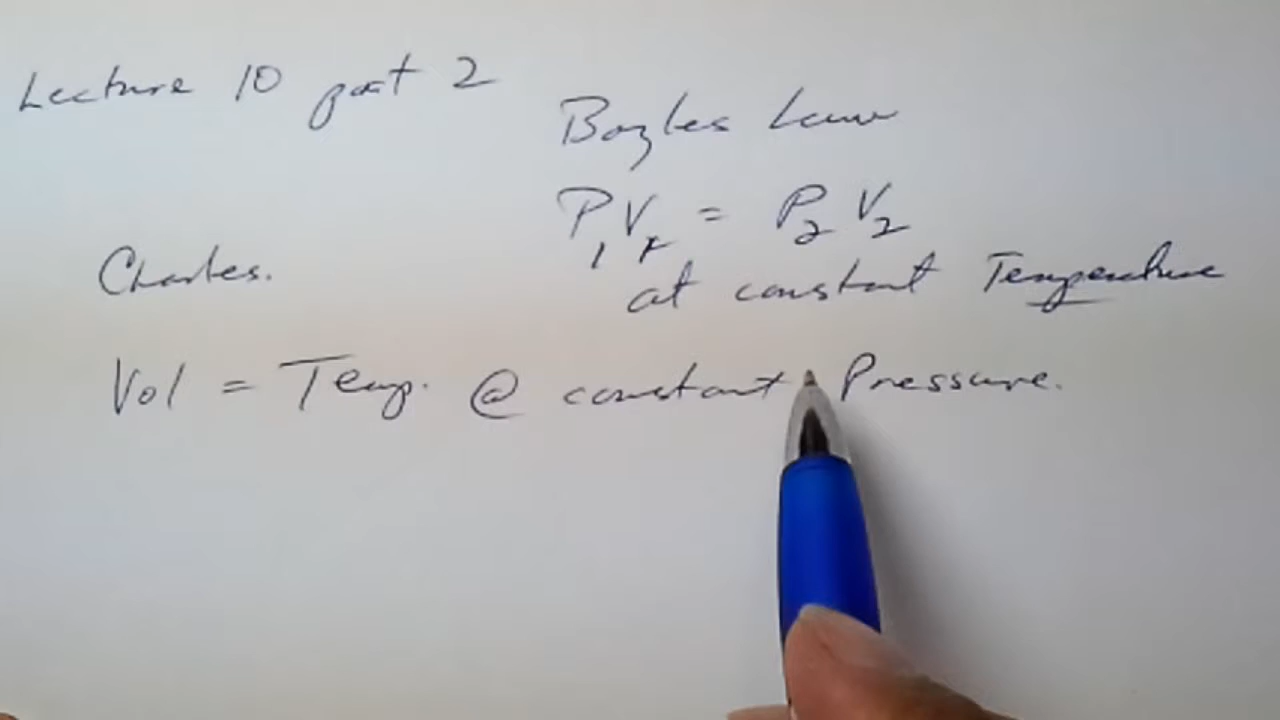 Lecture 10 part 2
Boyles Law
P₁V₁ = P₂V₂
at constant Temperature
Charles.
Vol = Temp. @ constant Pressure.